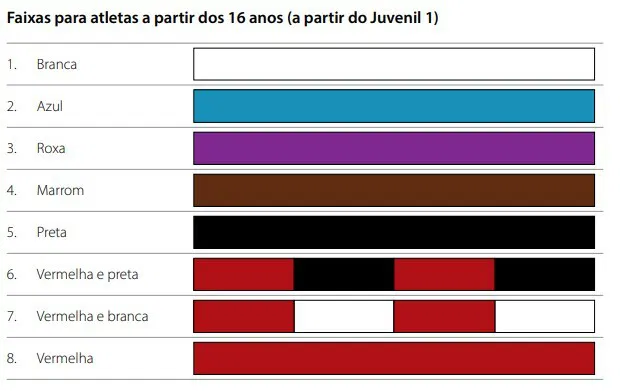 Faixas para atletas a partir dos 16 anos (a partir do Juvenil 1)
1. Branca
2. Azul
3. Roxa
4. Marrom
5. Preta
6. Vermelha e preta
7. Vermelha e branca
8. Vermelha